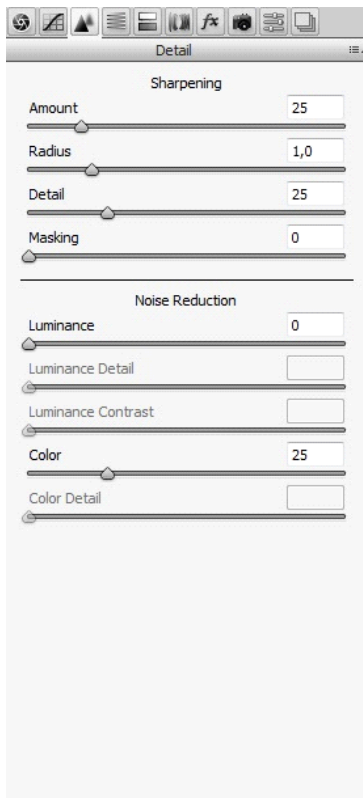 fx
Detail
Sharpening
Amount 25
Radius 1,0
Detail 25
Masking 0
Noise Reduction
Luminance 0
Luminance Detail
Luminance Contrast
Color 25
Color Detail